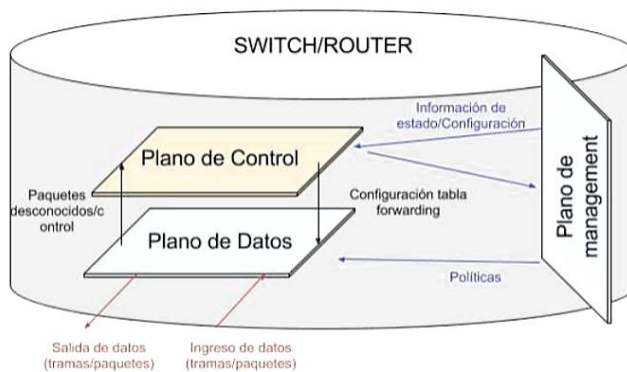 SWITCH/ROUTER
Información de
estado/Configuración
Plano de Control
Plano de
management
Paquetes
desconocidos/c
ontrol
Configuración tabla
forwarding
Plano de Datos
Políticas
Salida de datos
(tramas/paquetes)
Ingreso de datos
(tramas/paquetes)